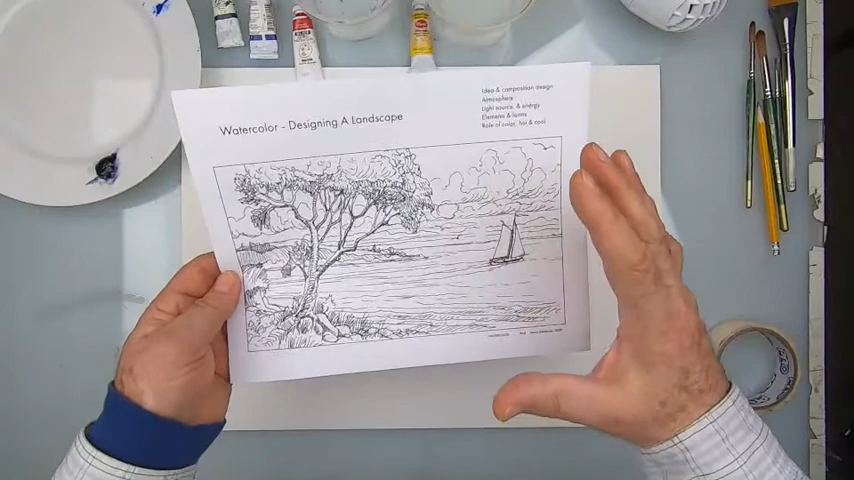 Watercolor - Designing A Landscape
Idea & composition design
Atmosphere
Light source & energy
Elements & forms
Role of color, hot & cool